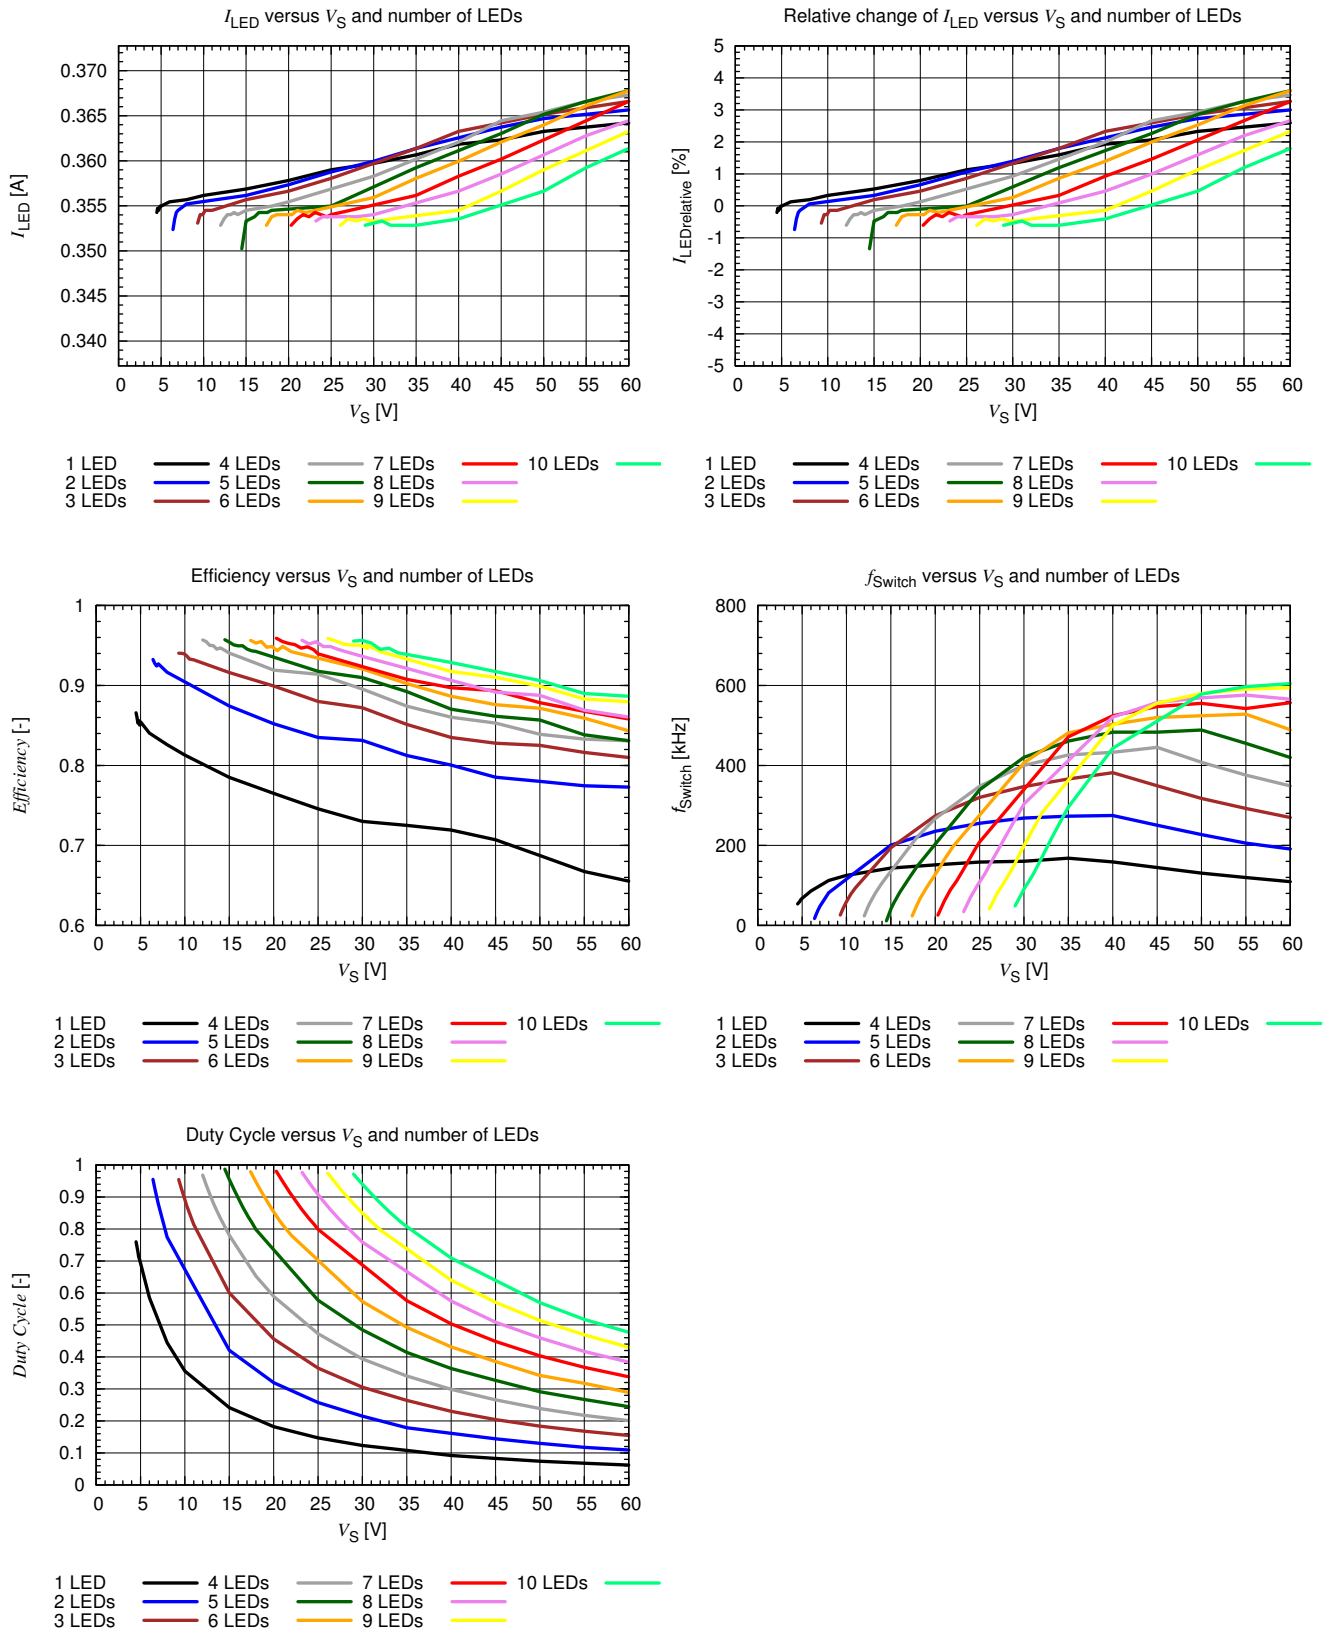 I_LED versus V_S and number of LEDs
0.370
0.365
0.360
0.355
0.350
0.345
0.340
I_LED [A]
0 5 10 15 20 25 30 35 40 45 50 55 60
V_S [V]
1 LED 4 LEDs 7 LEDs 10 LEDs
2 LEDs 5 LEDs 8 LEDs
3 LEDs 6 LEDs 9 LEDs
Relative change of I_LED versus V_S and number of LEDs
5
4
3
2
1
0
-1
-2
-3
-4
-5
I_LEDrelative [%]
0 5 10 15 20 25 30 35 40 45 50 55 60
V_S [V]
1 LED 4 LEDs 7 LEDs 10 LEDs
2 LEDs 5 LEDs 8 LEDs
3 LEDs 6 LEDs 9 LEDs
Efficiency versus V_S and number of LEDs
1
0.9
0.8
0.7
0.6
Efficiency [-]
0 5 10 15 20 25 30 35 40 45 50 55 60
V_S [V]
1 LED 4 LEDs 7 LEDs 10 LEDs
2 LEDs 5 LEDs 8 LEDs
3 LEDs 6 LEDs 9 LEDs
f_Switch versus V_S and number of LEDs
800
600
400
200
0
f_Switch [kHz]
0 5 10 15 20 25 30 35 40 45 50 55 60
V_S [V]
1 LED 4 LEDs 7 LEDs 10 LEDs
2 LEDs 5 LEDs 8 LEDs
3 LEDs 6 LEDs 9 LEDs
Duty Cycle versus V_S and number of LEDs
1
0.9
0.8
0.7
0.6
0.5
0.4
0.3
0.2
0.1
0
Duty Cycle [-]
0 5 10 15 20 25 30 35 40 45 50 55 60
V_S [V]
1 LED 4 LEDs 7 LEDs 10 LEDs
2 LEDs 5 LEDs 8 LEDs
3 LEDs 6 LEDs 9 LEDs